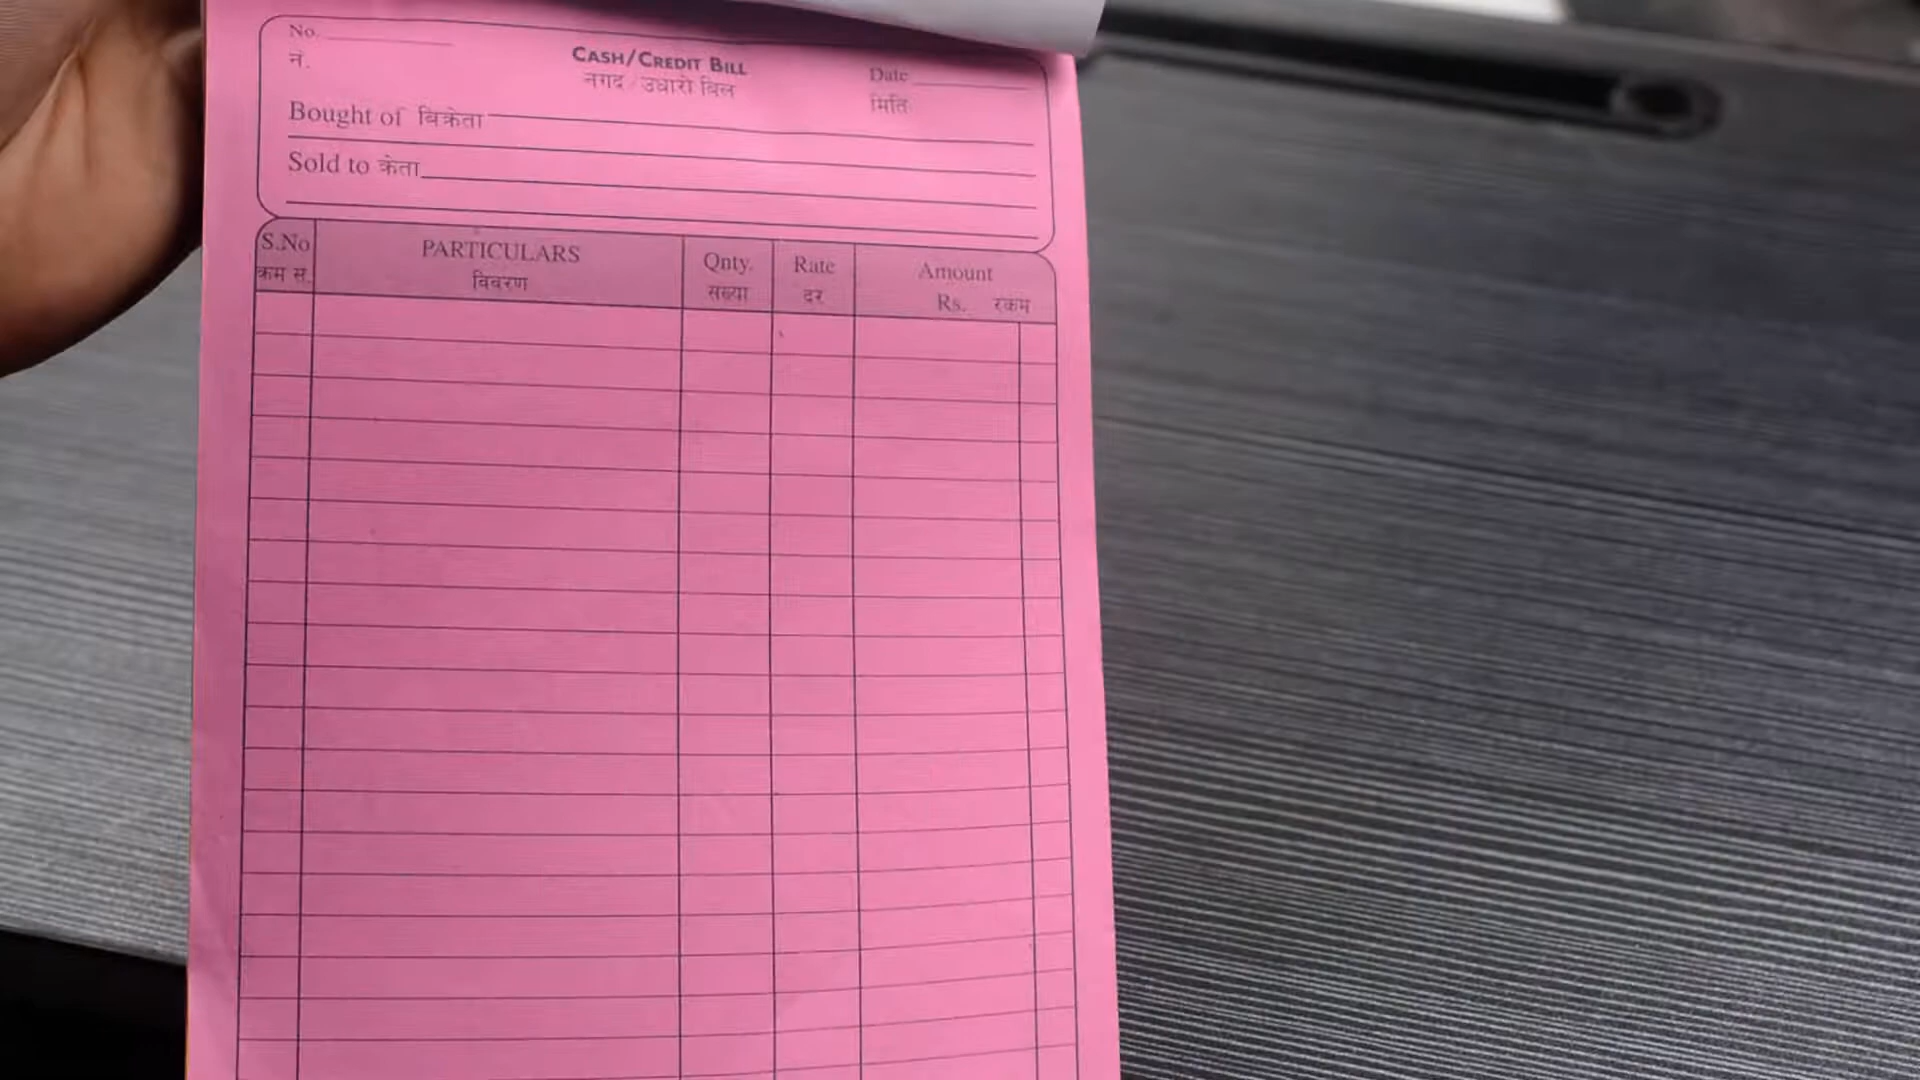 No.
नं.
CASH/CREDIT BILL
नगद / उधारो बिल
Date
मिति
Bought of बिक्रेता
Sold to क्रेता
S.No
क्रम सं.
PARTICULARS
विवरण
Qnty.
संख्या
Rate
दर
Amount
Rs. रकम